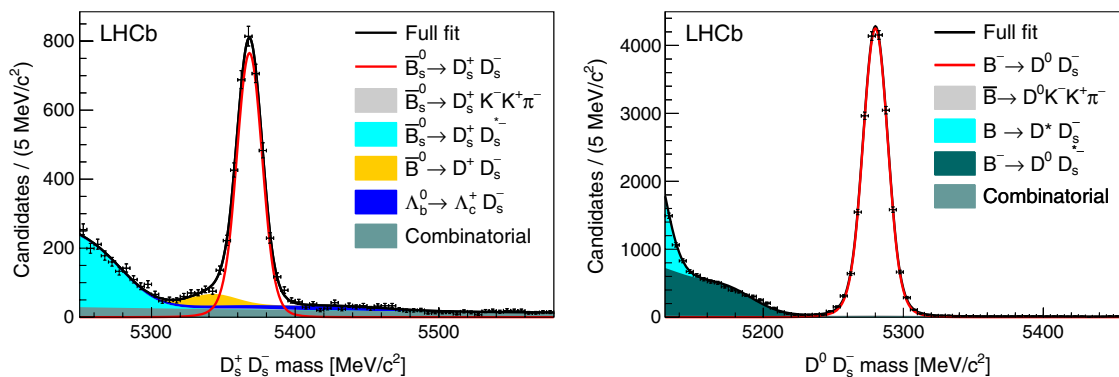 LHCb
Full fit
B̅⁰ₛ → D⁺ₛ D⁻ₛ
B̅⁰ₛ → D⁺ₛ K⁻K⁺π⁻
B̅⁰ₛ → D⁺ₛ D*⁻ₛ
B̅⁰ → D⁺ D⁻ₛ
Λ⁰_b → Λ⁺_c D⁻ₛ
Combinatorial
Candidates / (5 MeV/c²)
800
600
400
200
0
5300 5400 5500
D⁺ₛ D⁻ₛ mass [MeV/c²]
LHCb
Full fit
B⁻ → D⁰ D⁻ₛ
B̅ → D⁰K⁻K⁺π⁻
B → D* D⁻ₛ
B⁻ → D⁰ D*⁻ₛ
Combinatorial
Candidates / (5 MeV/c²)
4000
3000
2000
1000
0
5200 5300 5400
D⁰ D⁻ₛ mass [MeV/c²]